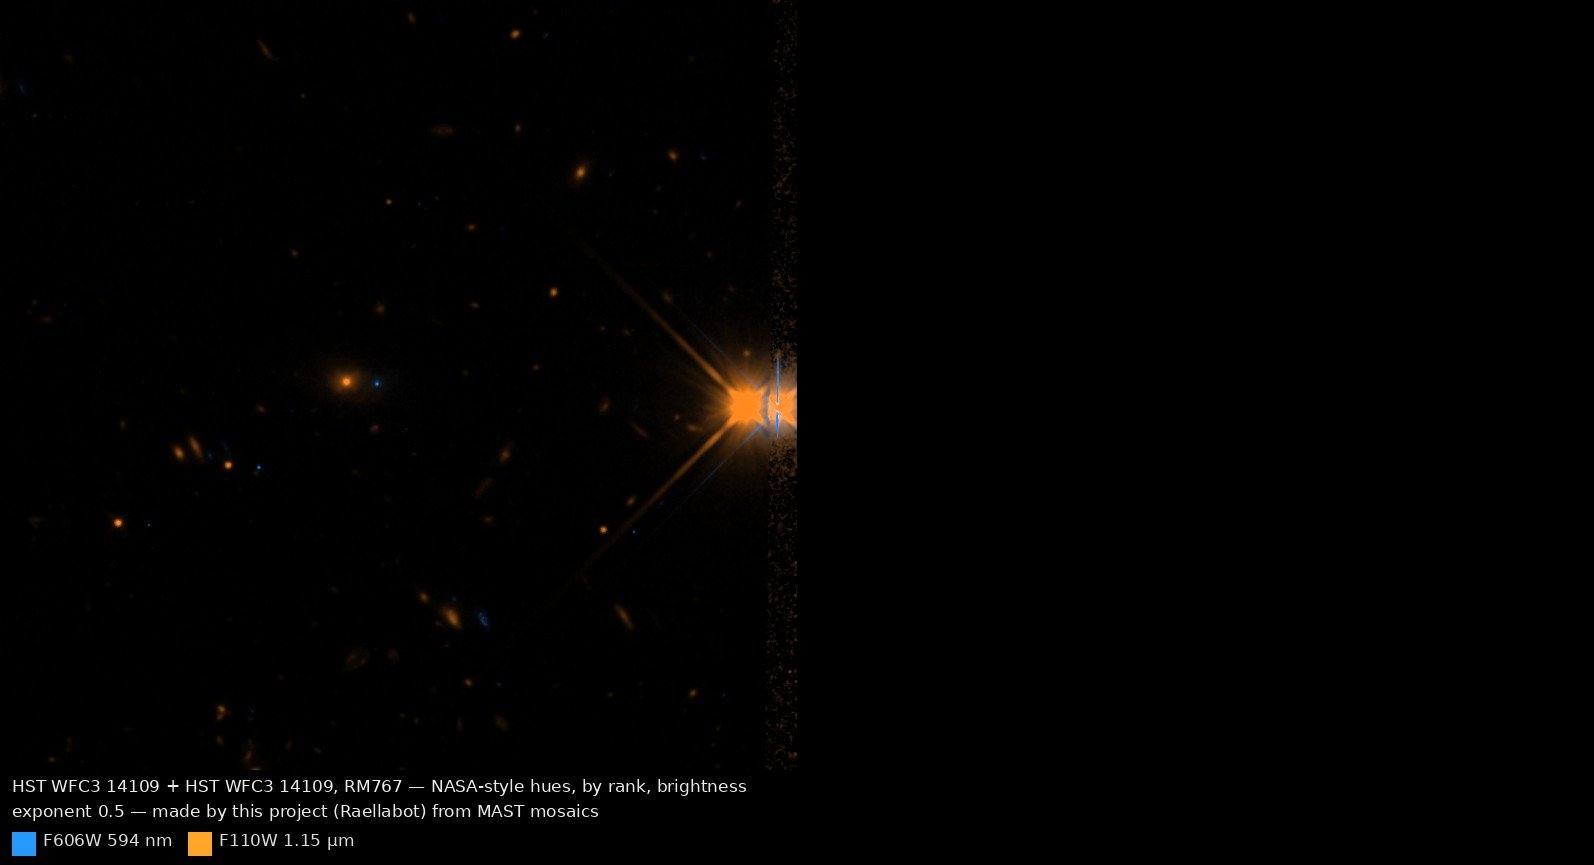 HST WFC3 14109 + HST WFC3 14109, RM767 — NASA-style hues, by rank, brightness
exponent 0.5 — made by this project (Raellabot) from MAST mosaics
F606W 594 nm F110W 1.15 µm